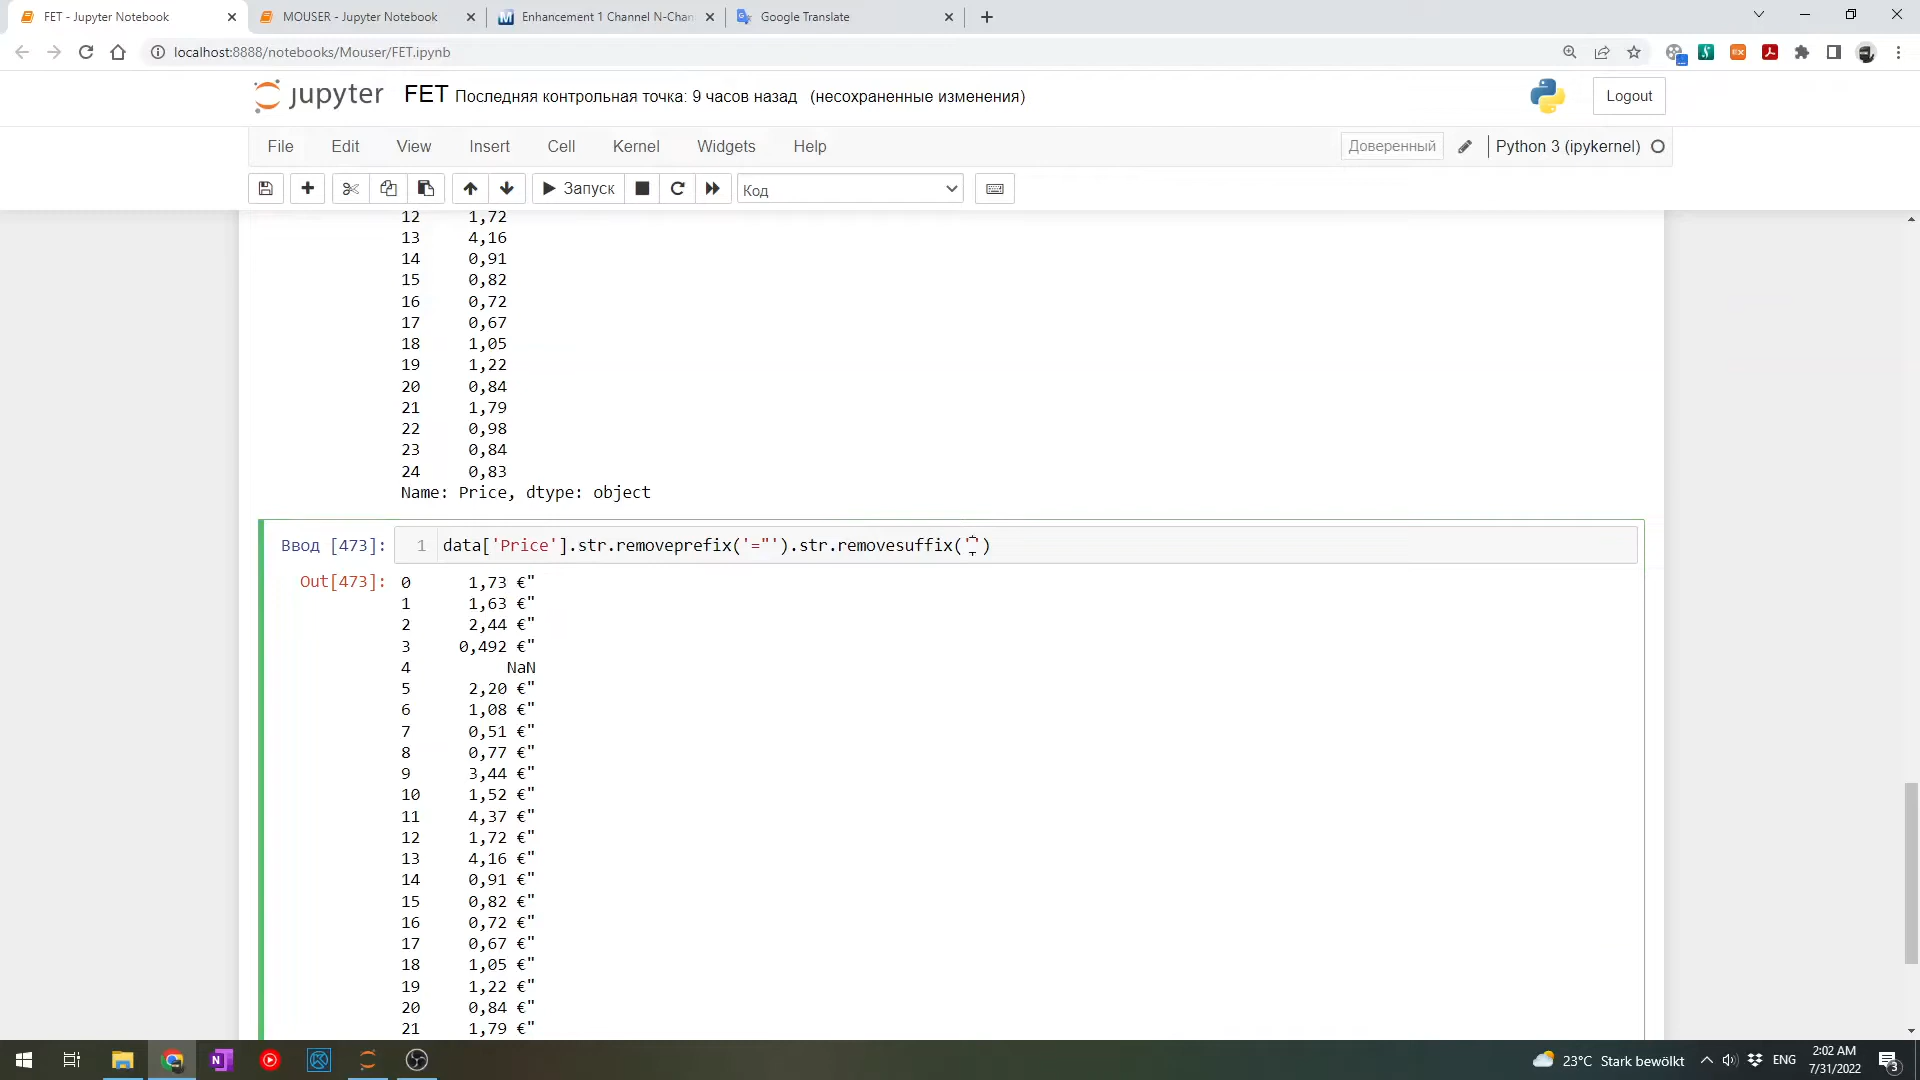 FET - Jupyter Notebook
MOUSER - Jupyter Notebook
Enhancement 1 Channel N-Chan
Google Translate
localhost:8888/notebooks/Mouser/FET.ipynb
jupyter FET Последняя контрольная точка: 9 часов назад (несохраненные изменения)
Logout
File Edit View Insert Cell Kernel Widgets Help
Доверенный
Python 3 (ipykernel)
Запуск
Код
12 1,72
13 4,16
14 0,91
15 0,82
16 0,72
17 0,67
18 1,05
19 1,22
20 0,84
21 1,79
22 0,98
23 0,84
24 0,83
Name: Price, dtype: object
Ввод [473]: 1 data['Price'].str.removeprefix('="').str.removesuffix('')
Out[473]: 0 1,73 €"
1 1,63 €"
2 2,44 €"
3 0,492 €"
4 NaN
5 2,20 €"
6 1,08 €"
7 0,51 €"
8 0,77 €"
9 3,44 €"
10 1,52 €"
11 4,37 €"
12 1,72 €"
13 4,16 €"
14 0,91 €"
15 0,82 €"
16 0,72 €"
17 0,67 €"
18 1,05 €"
19 1,22 €"
20 0,84 €"
21 1,79 €"
23°C Stark bewölkt
ENG
2:02 AM
7/31/2022
3